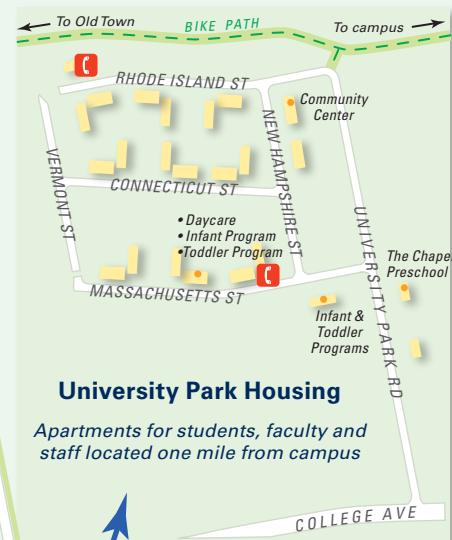 To Old Town
BIKE PATH
To campus
RHODE ISLAND ST
Community
Center
NEW HAMPSHIRE ST
VERMONT ST
CONNECTICUT ST
• Daycare
• Infant Program
•Toddler Program
UNIVERSITY PARK RD
The Chape
Preschool
MASSACHUSETTS ST
Infant &
Toddler
Programs
University Park Housing
Apartments for students, faculty and
staff located one mile from campus
COLLEGE AVE